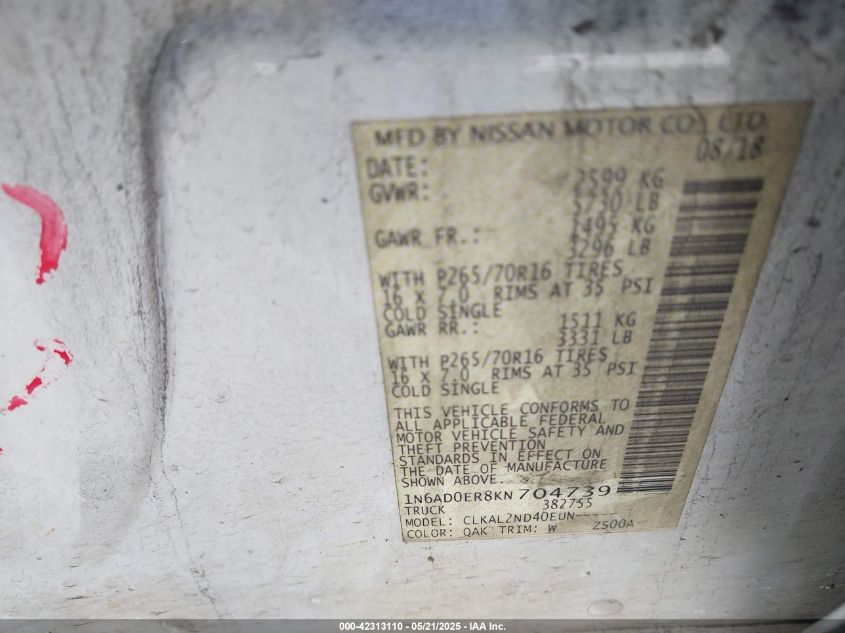 MFD BY NISSAN MOTOR CO., LTD.
DATE: 08/18
GVWR: 2599 KG
5730 LB
GAWR FR.: 1495 KG
3296 LB
WITH P265/70R16 TIRES
16 X 7.0 RIMS AT 35 PSI
COLD SINGLE
GAWR RR.: 1511 KG
3331 LB
WITH P265/70R16 TIRES
16 X 7.0 RIMS AT 35 PSI
COLD SINGLE
THIS VEHICLE CONFORMS TO
ALL APPLICABLE FEDERAL
MOTOR VEHICLE SAFETY AND
THEFT PREVENTION
STANDARDS IN EFFECT ON
THE DATE OF MANUFACTURE
SHOWN ABOVE.
1N6AD0ER8KN704739
TRUCK 382755
MODEL: CLKAL2ND40EUN-----
COLOR: QAK TRIM: W ZS00A
000-42313110 - 05/21/2025 - IAA Inc.